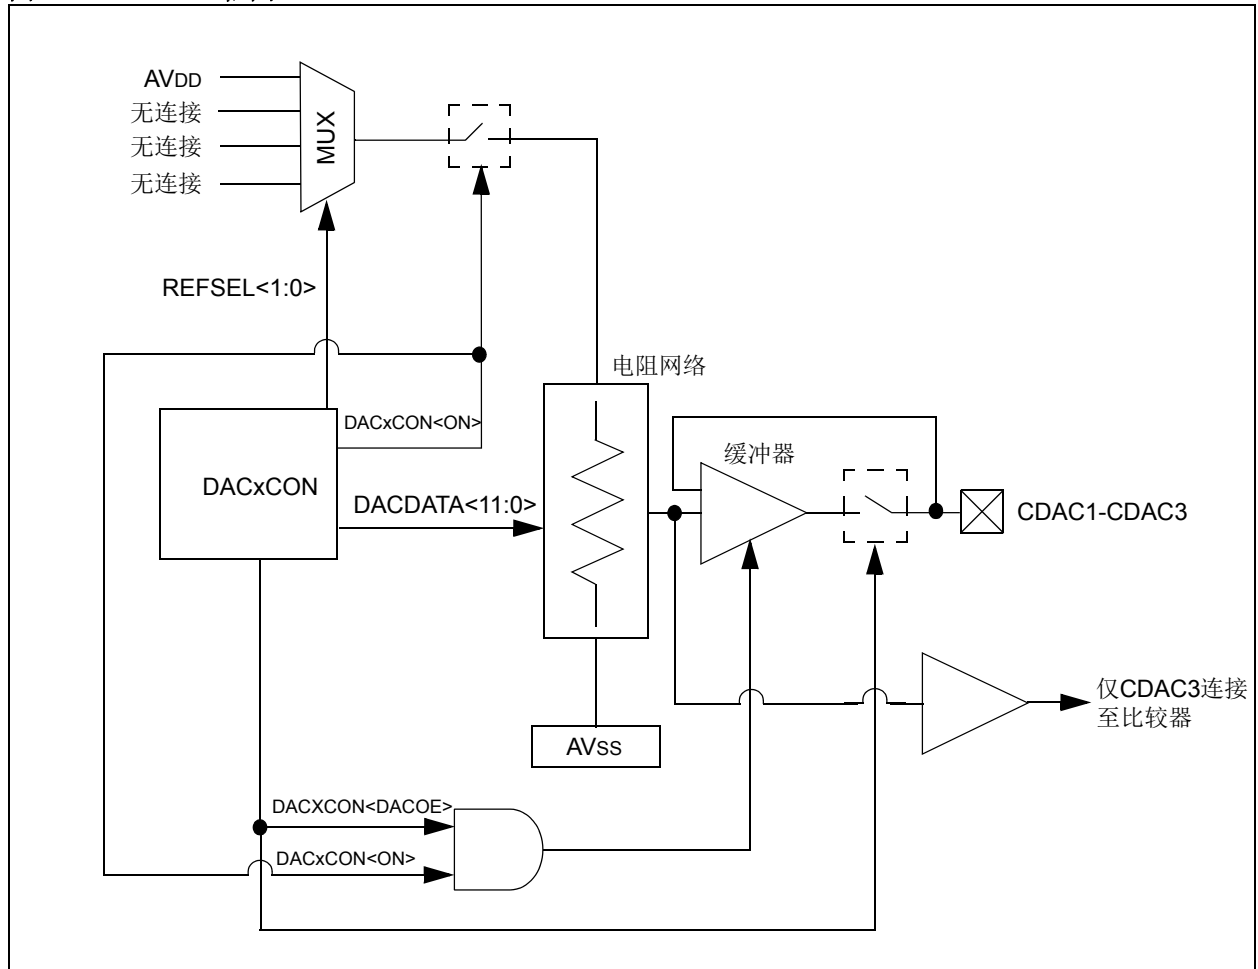 AVDD
无连接
无连接
无连接
MUX
REFSEL<1:0>
电阻网络
DACxCON<ON>
缓冲器
DACxCON
DACDATA<11:0>
CDAC1-CDAC3
仅CDAC3连接
至比较器
AVSS
DACXCON<DACOE>
DACxCON<ON>